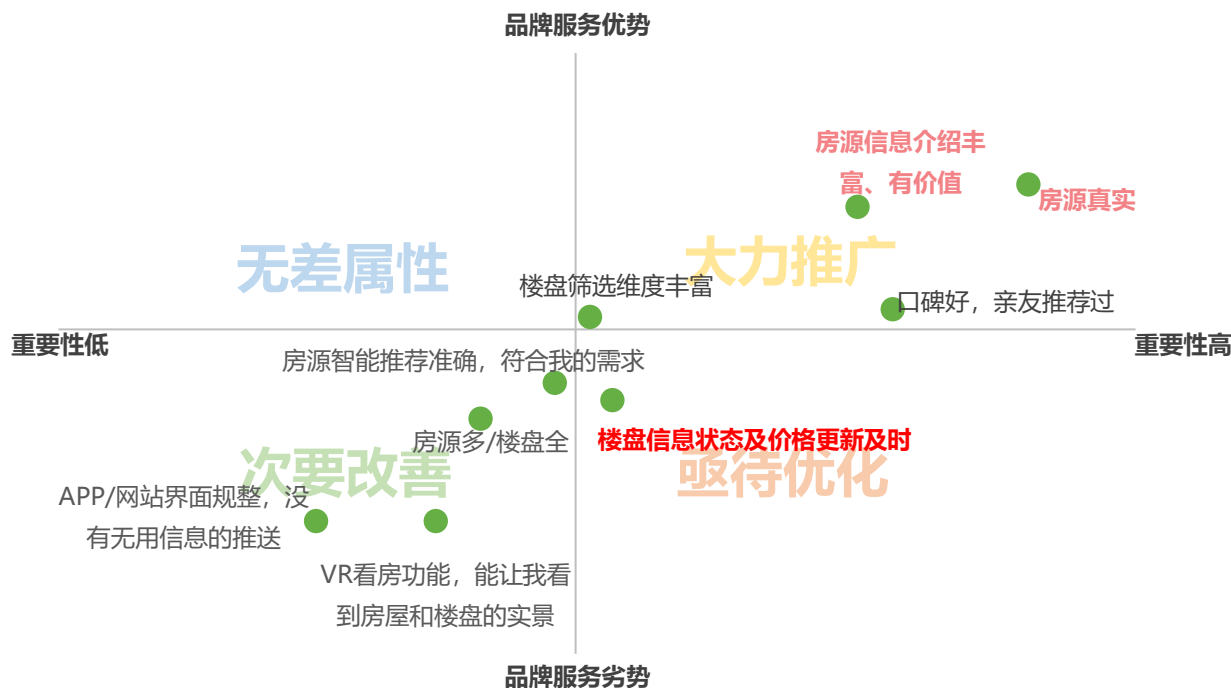 品牌服务优势
房源信息介绍丰
富、有价值
房源真实
无差属性
大力推广
楼盘筛选维度丰富
口碑好，亲友推荐过
重要性低
重要性高
房源智能推荐准确，符合我的需求
房源多/楼盘全
楼盘信息状态及价格更新及时
次要改善
亟待优化
APP/网站界面规整，没
有无用信息的推送
VR看房功能，能让我看
到房屋和楼盘的实景
品牌服务劣势